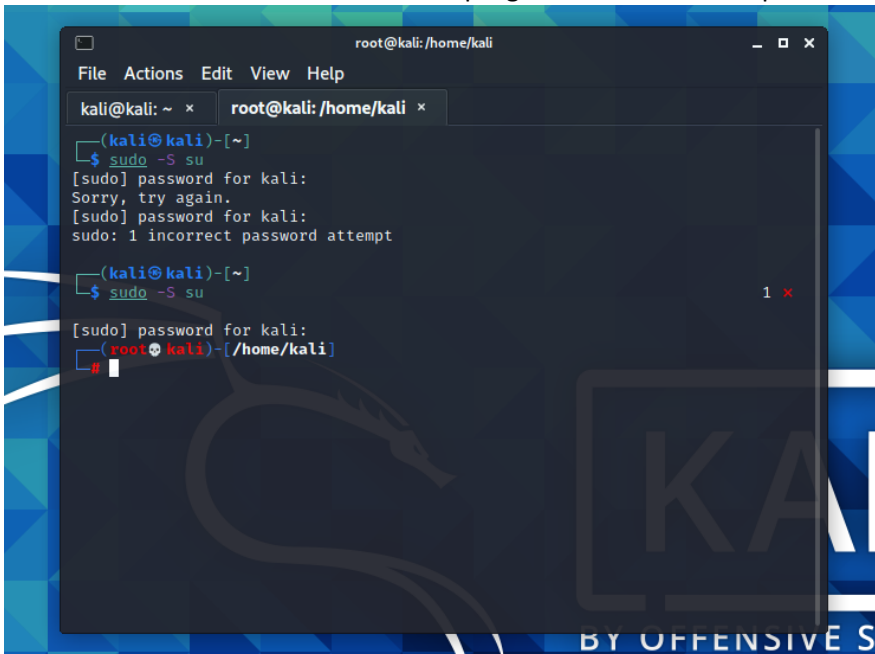 root@kali: /home/kali
File Actions Edit View Help
kali@kali: ~ × root@kali: /home/kali ×
┌──(kali㉿kali)-[~]
└─$ sudo -S su
[sudo] password for kali:
Sorry, try again.
[sudo] password for kali:
sudo: 1 incorrect password attempt
┌──(kali㉿kali)-[~]
└─$ sudo -S su 1 ⨯
[sudo] password for kali:
┌──(root💀kali)-[/home/kali]
└─#
KA
BY OFFENSIVE S